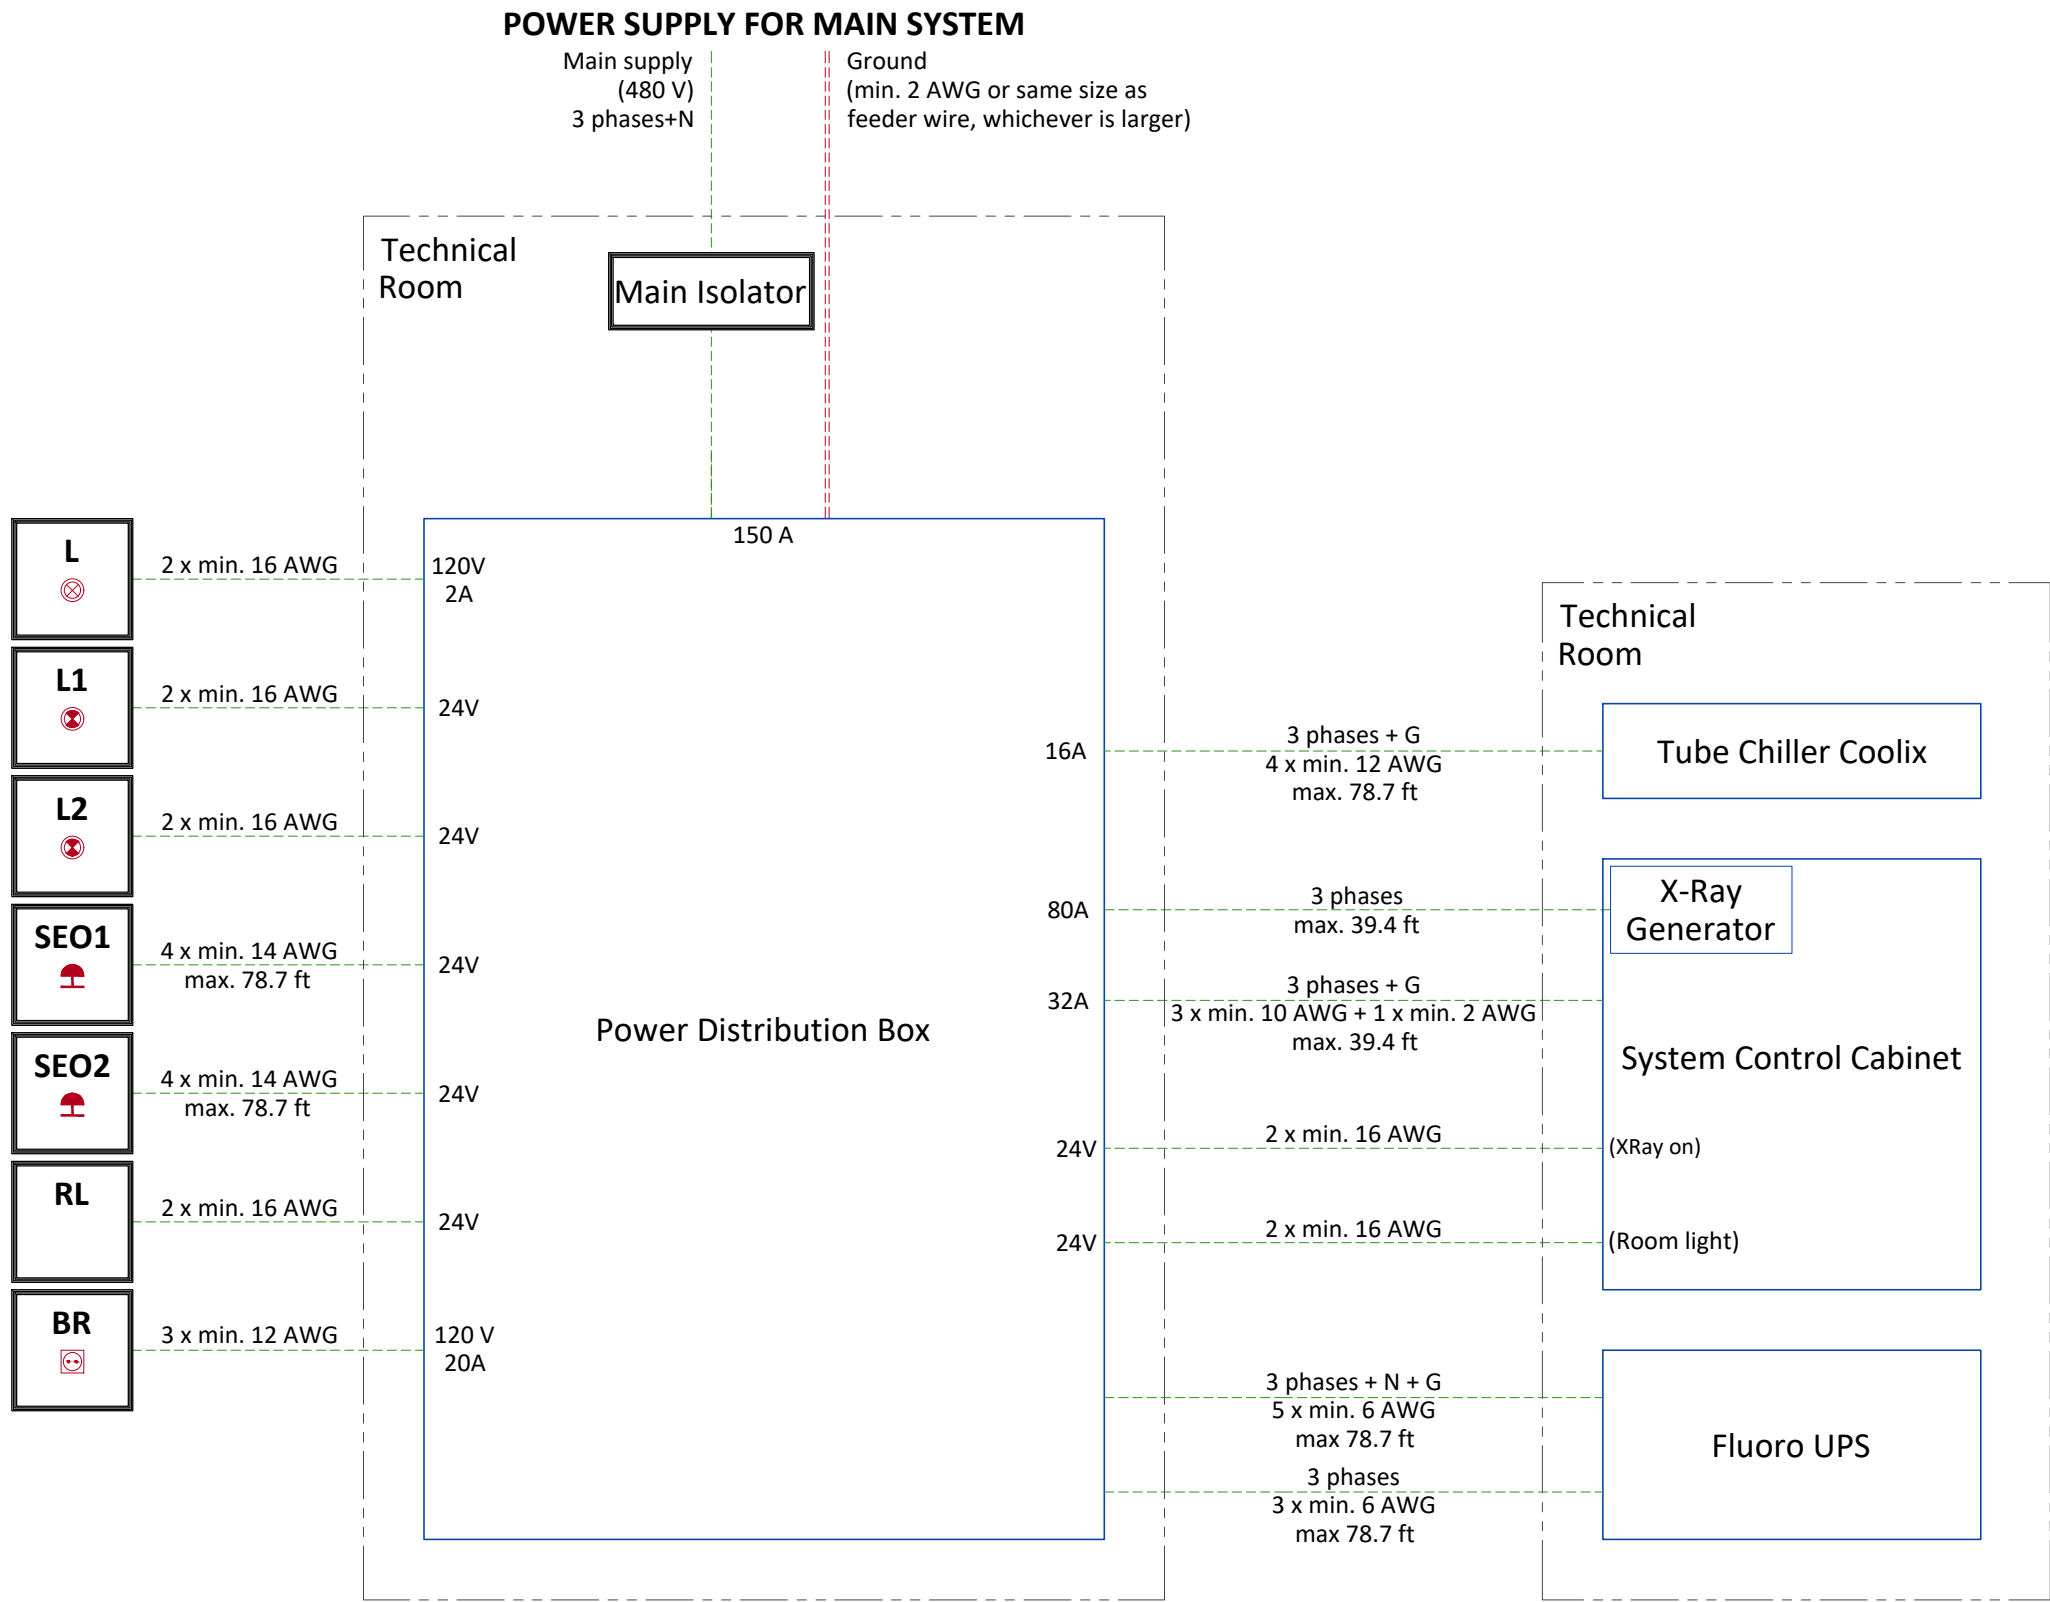 POWER SUPPLY FOR MAIN SYSTEM
Main supply
(480 V)
3 phases+N
Ground
(min. 2 AWG or same size as
feeder wire, whichever is larger)
Technical
Room
Main Isolator
150 A
L
2 x min. 16 AWG
120V
2A
L1
2 x min. 16 AWG
24V
L2
2 x min. 16 AWG
24V
SEO1
4 x min. 14 AWG
max. 78.7 ft
24V
SEO2
4 x min. 14 AWG
max. 78.7 ft
24V
RL
2 x min. 16 AWG
24V
BR
3 x min. 12 AWG
120 V
20A
Power Distribution Box
16A
3 phases + G
4 x min. 12 AWG
max. 78.7 ft
80A
3 phases
max. 39.4 ft
32A
3 phases + G
3 x min. 10 AWG + 1 x min. 2 AWG
max. 39.4 ft
24V
2 x min. 16 AWG
24V
2 x min. 16 AWG
3 phases + N + G
5 x min. 6 AWG
max 78.7 ft
3 phases
3 x min. 6 AWG
max 78.7 ft
Technical
Room
Tube Chiller Coolix
X-Ray
Generator
System Control Cabinet
(XRay on)
(Room light)
Fluoro UPS